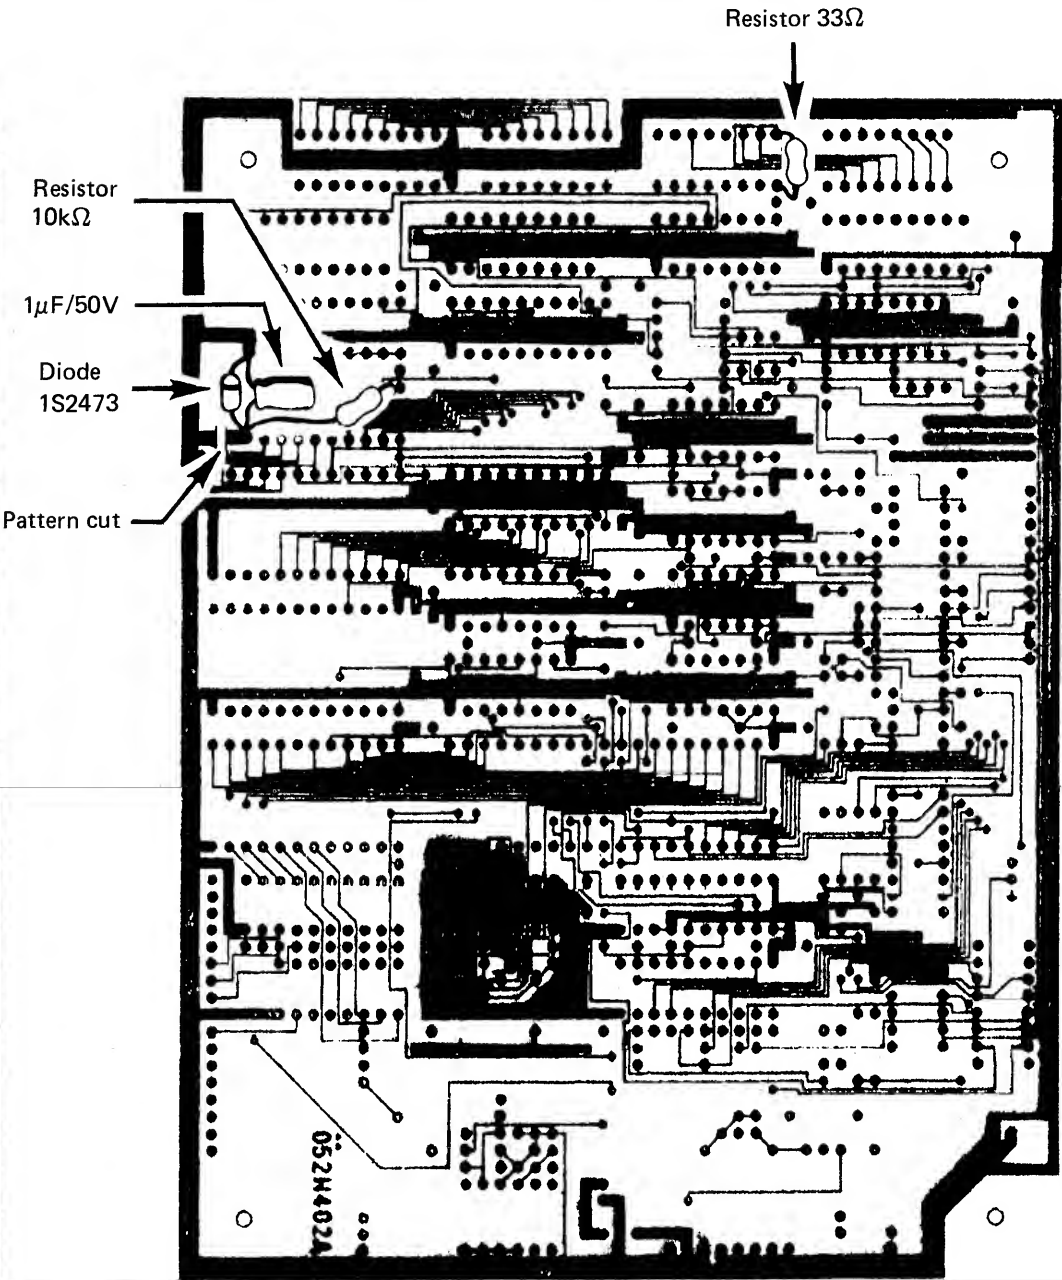 Resistor 33Ω
Resistor
10kΩ
1μF/50V
Diode
1S2473
Pattern cut
052H402A